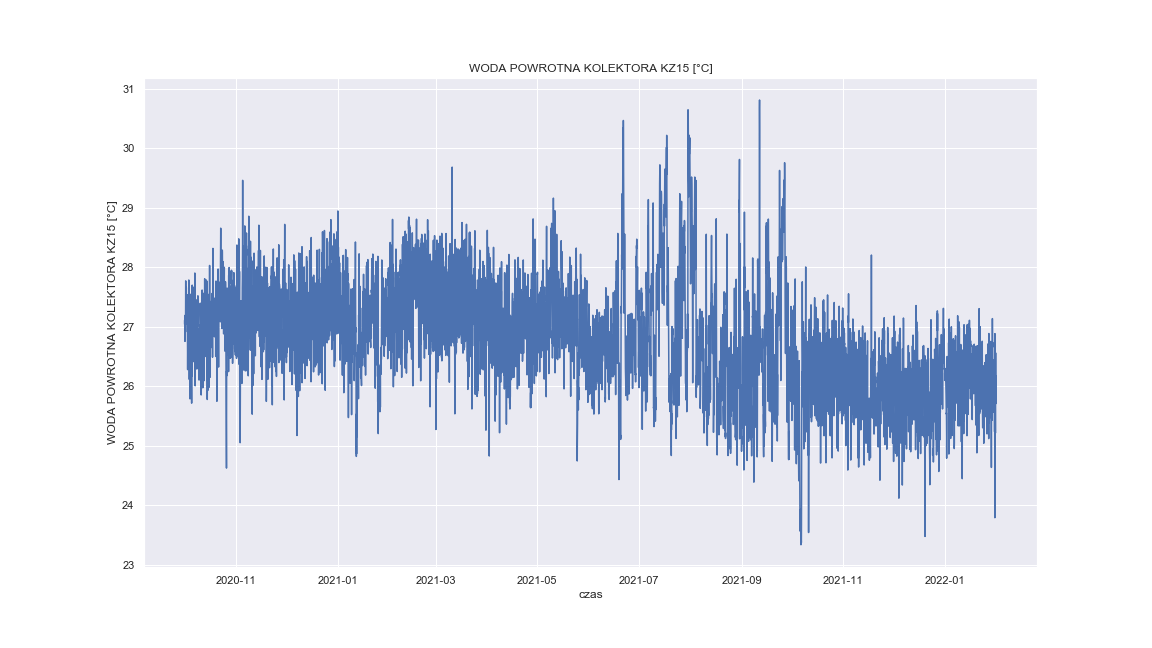 WODA POWROTNA KOLEKTORA KZ15 [°C]
WODA POWROTNA KOLEKTORA KZ15 [°C]
31
30
29
28
27
26
25
24
23
2020-11 2021-01 2021-03 2021-05 2021-07 2021-09 2021-11 2022-01
czas